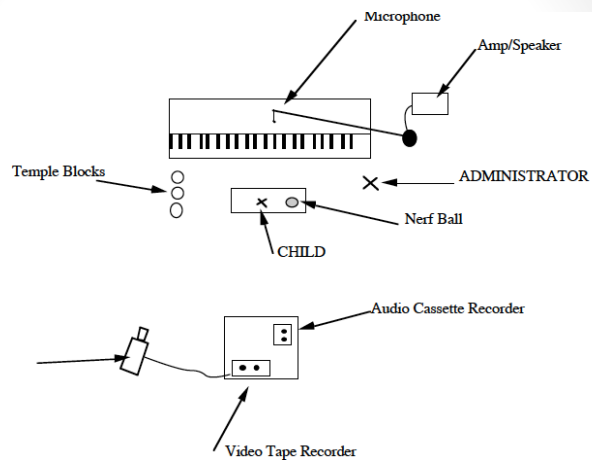 Microphone
Amp/Speaker
Temple Blocks
ADMINISTRATOR
Nerf Ball
CHILD
Audio Cassette Recorder
Video Tape Recorder